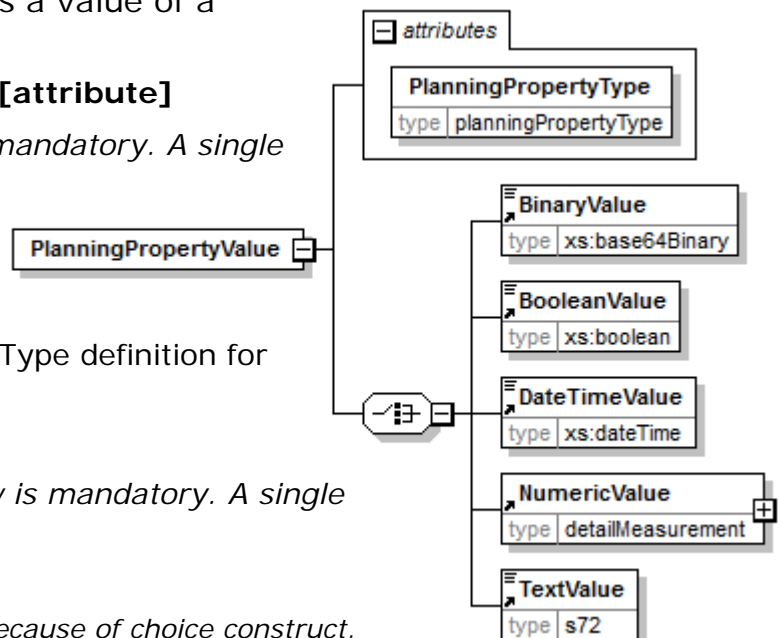 s a value of a
[attribute]
mandatory. A single
Type definition for
is mandatory. A single
ecause of choice construct.
attributes
PlanningPropertyType
type planningPropertyType
PlanningPropertyValue
BinaryValue
type xs:base64Binary
BooleanValue
type xs:boolean
DateTimeValue
type xs:dateTime
NumericValue
type detailMeasurement
TextValue
type s72